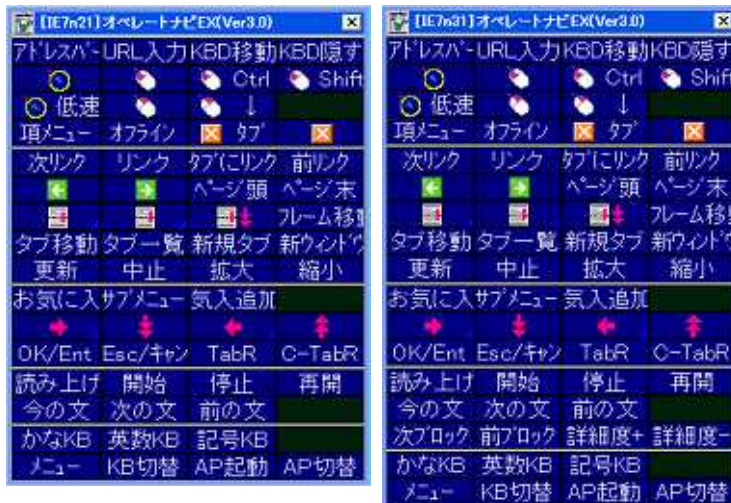 [IE7n21]オペレートナビEX(Ver3.0)
アドレスバー URL入力 KBD移動 KBD隠す
Ctrl Shift
低速 ↓
項メニュー オフライン タブ
次リンク リンク タブにリンク 前リンク
ページ頭 ページ末
フレーム移動
タブ移動 タブ一覧 新規タブ 新ウィンドウ
更新 中止 拡大 縮小
お気に入 サブメニュー 気入追加
OK/Ent Esc/キャン TabR C-TabR
読み上げ 開始 停止 再開
今の文 次の文 前の文
かなKB 英数KB 記号KB
メニュー KB切替 AP起動 AP切替
[IE7n31]オペレートナビEX(Ver3.0)
アドレスバー URL入力 KBD移動 KBD隠す
Ctrl Shift
低速 ↓
項メニュー オフライン タブ
次リンク リンク タブにリンク 前リンク
ページ頭 ページ末
フレーム移動
タブ移動 タブ一覧 新規タブ 新ウィンドウ
更新 中止 拡大 縮小
お気に入 サブメニュー 気入追加
OK/Ent Esc/キャン TabR C-TabR
読み上げ 開始 停止 再開
今の文 次の文 前の文
次ブロック 前ブロック 詳細度+ 詳細度-
かなKB 英数KB 記号KB
メニュー KB切替 AP起動 AP切替